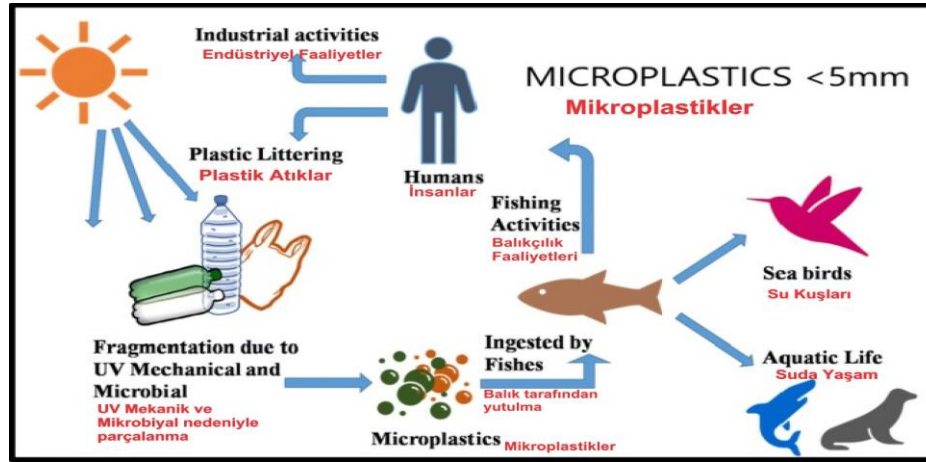 Industrial activities
Endüstriyel Faaliyetler
MICROPLASTICS <5mm
Mikroplastikler
Plastic Littering
Plastik Atıklar
Humans
İnsanlar
Fishing
Activities
Balıkçılık
Faaliyetleri
Sea birds
Su Kuşları
Fragmentation due to
UV Mechanical and
Microbial
UV Mekanik ve
Mikrobiyal nedeniyle
parçalanma
Ingested by
Fishes
Balık tarafından
yutulma
Aquatic Life
Suda Yaşam
Microplastics
Mikroplastikler